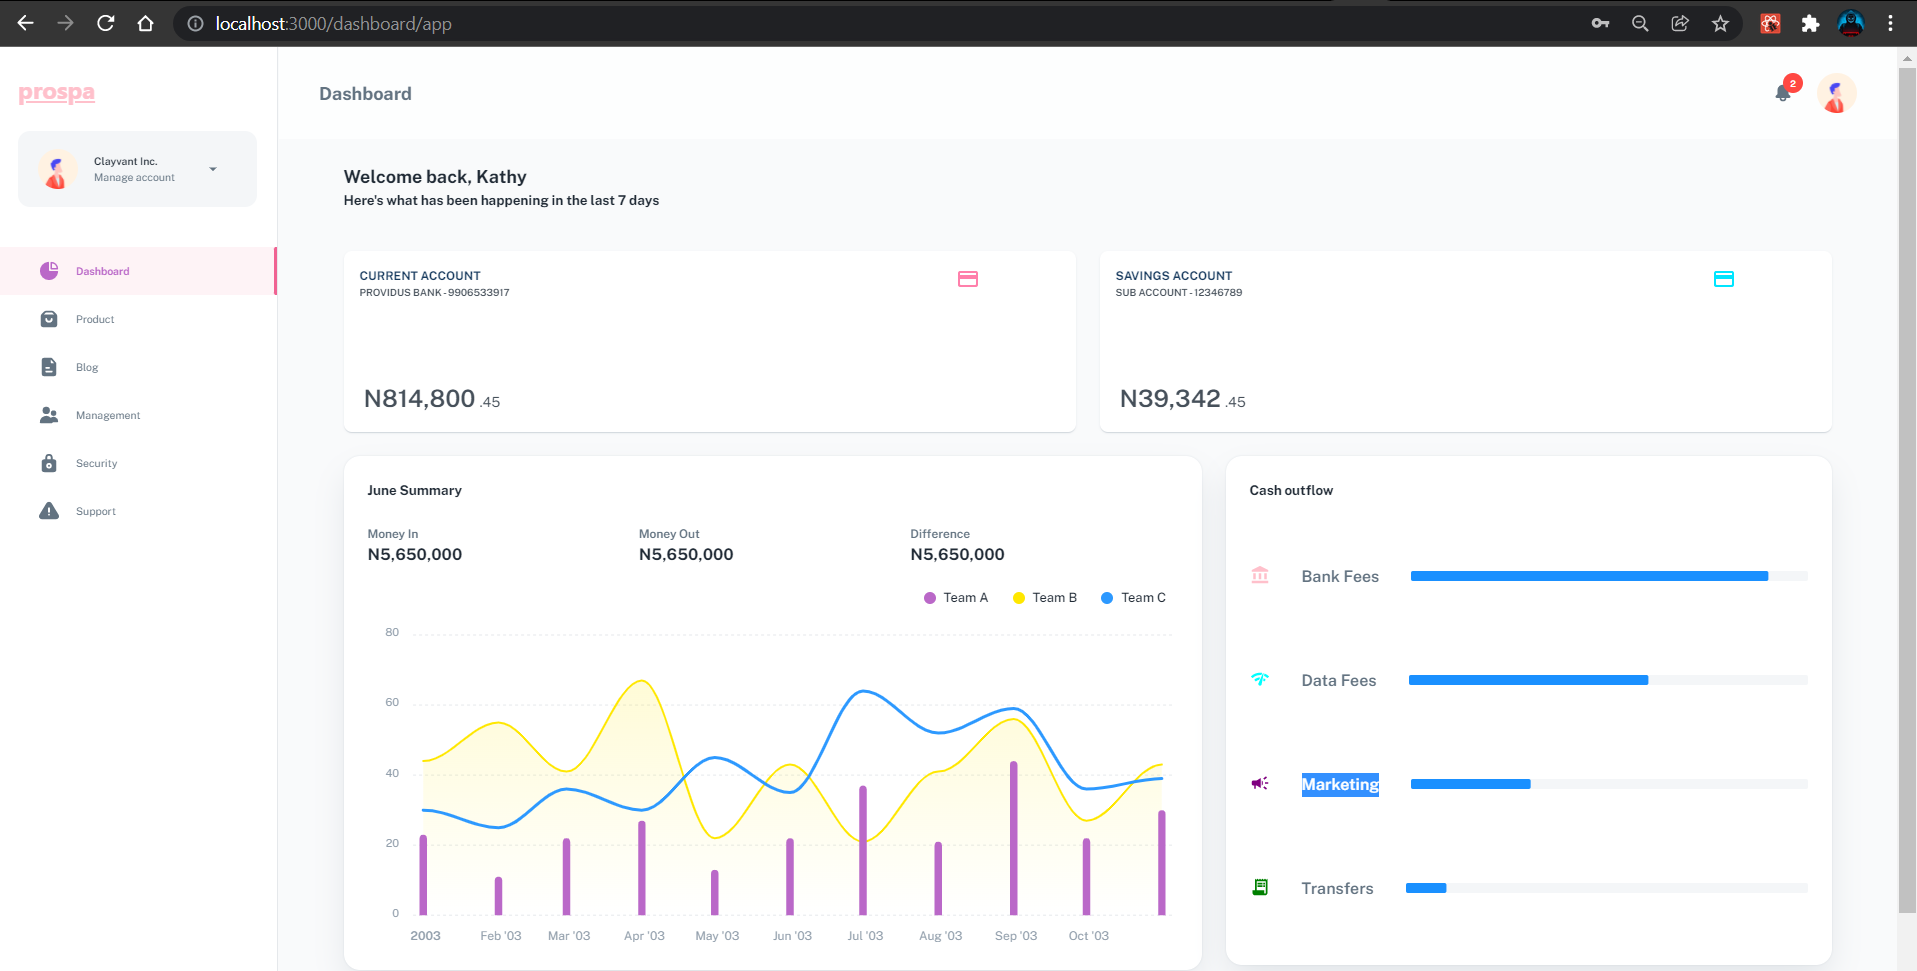 localhost:3000/dashboard/app
prospa
Dashboard
2
Clayvant Inc.
Manage account
Welcome back, Kathy
Here's what has been happening in the last 7 days
Dashboard
Product
Blog
Management
Security
Support
CURRENT ACCOUNT
PROVIDUS BANK - 9906533917
N814,800 .45
SAVINGS ACCOUNT
SUB ACCOUNT - 12346789
N39,342 .45
June Summary
Money In
N5,650,000
Money Out
N5,650,000
Difference
N5,650,000
Team A Team B Team C
80
60
40
20
0
2003 Feb '03 Mar '03 Apr '03 May '03 Jun '03 Jul '03 Aug '03 Sep '03 Oct '03
Cash outflow
Bank Fees
Data Fees
Marketing
Transfers